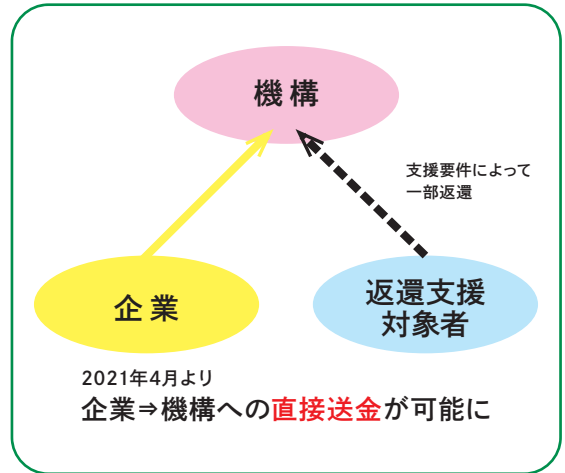 機構
支援要件によって
一部返還
企業
返還支援
対象者
2021年4月より
企業⇒機構への直接送金が可能に